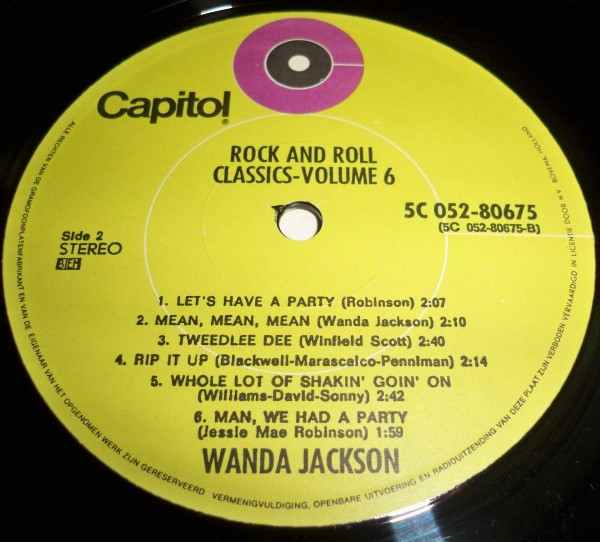 Capitol®
ROCK AND ROLL
CLASSICS-VOLUME 6
5C 052-80675
(5C 052-80675-B)
Side 2
STEREO
STEM
1. LET'S HAVE A PARTY (Robinson) 2:07
2. MEAN, MEAN, MEAN (Wanda Jackson) 2:10
3. TWEEDLEE DEE (Winfield Scott) 2:40
4. RIP IT UP (Blackwell-Marascalco-Penniman) 2:14
5. WHOLE LOT OF SHAKIN' GOIN' ON
(Williams-David-Sonny) 2:42
6. MAN, WE HAD A PARTY
(Jessie Mae Robinson) 1:59
WANDA JACKSON
ALLE RECHTEN VAN DE GRAMOFOONPLATENFABRIKANT EN VAN DE EIGENAAR VAN HET OPGENOMEN WERK ZIJN GERESERVEERD VERMENIGVULDIGING, OPENBARE UITVOERING EN RADIOUITZENDING VAN DEZE PLAAT ZIJN VERBODEN VERVAARDIGD IN LICENTIE DOOR N.V. BOVEMA HOLLAND